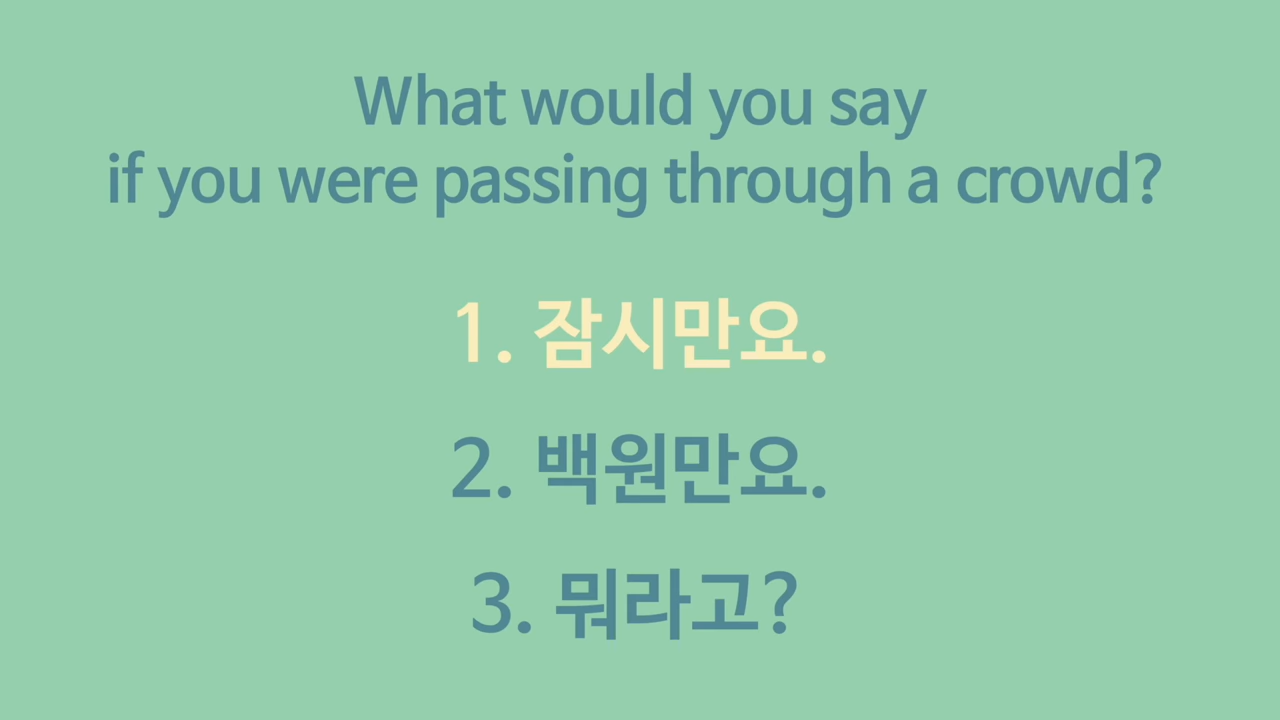 What would you say
if you were passing through a crowd?
1. 잠시만요.
2. 백원만요.
3. 뭐라고?